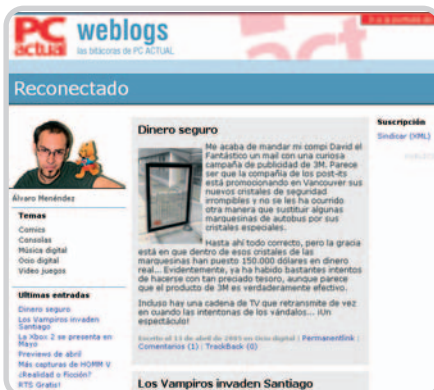 PC
actual
weblogs
las bitácoras de PC ACTUAL
act
Reconectado
Álvaro Menéndez
Temas
Comics
Consolas
Música digital
Ocio digital
Video juegos
Ultimas entradas
Dinero seguro
Los Vampiros invaden
Santiago
La Xbox 2 se presenta en
Mayo
Previews de abril
Más capturas de HOMM V
¿Realidad o Ficción?
RTS Gratis!
Dinero seguro
Me acaba de mandar mi compi David el
Fantástico un mail con una curiosa
campaña de publicidad de 3M. Parece
ser que la compañía de los post-its
está promocionando en Vancouver sus
nuevos cristales de seguridad
irrompibles y no se les ha ocurrido
otra manera que sustituir algunas
marquesinas de autobus por sus
cristales especiales.
Hasta ahí todo correcto, pero la gracia
está en que dentro de esos cristales de las
marquesinas han puesto 150.000 dólares en dinero
real... Evidentemente, ya ha habido bastantes intentos
de hacerse con tan preciado tesoro, aunque parece
que el producto de 3M es verdaderamente efectivo.
Incluso hay una cadena de TV que retransmite de vez
en cuando las intentonas de los vándalos... ¡Un
espectáculo!
Escrito el 13 de abril de 2005 en Ocio digital | Permanentlink |
Comentarios (1) | TrackBack (0)
Los Vampiros invaden Santiago
Suscripción
Sindicar (XML)